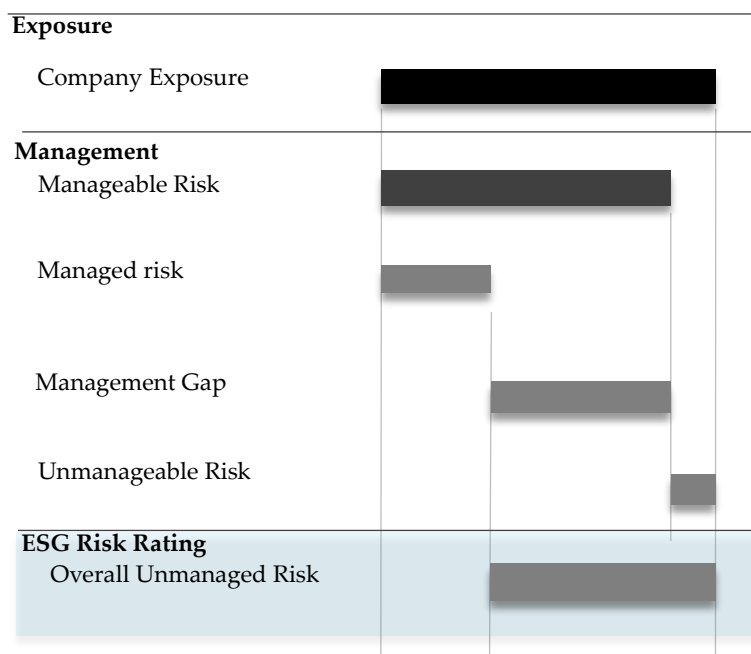 Exposure
Company Exposure
Management
Manageable Risk
Managed risk
Management Gap
Unmanageable Risk
ESG Risk Rating
Overall Unmanaged Risk